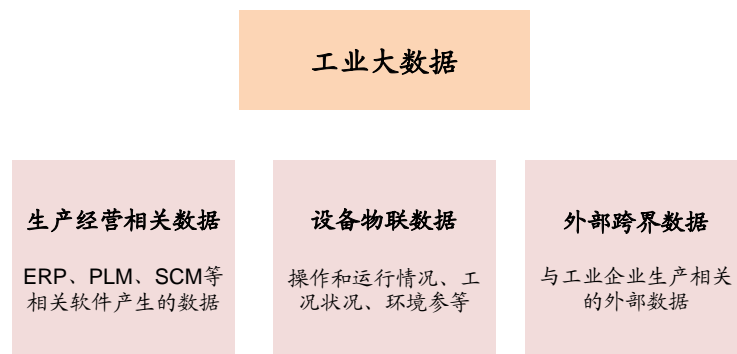 工业大数据
生产经营相关数据
ERP、PLM、SCM等
相关软件产生的数据
设备物联数据
操作和运行情况、工
况状况、环境参等
外部跨界数据
与工业企业生产相关
的外部数据